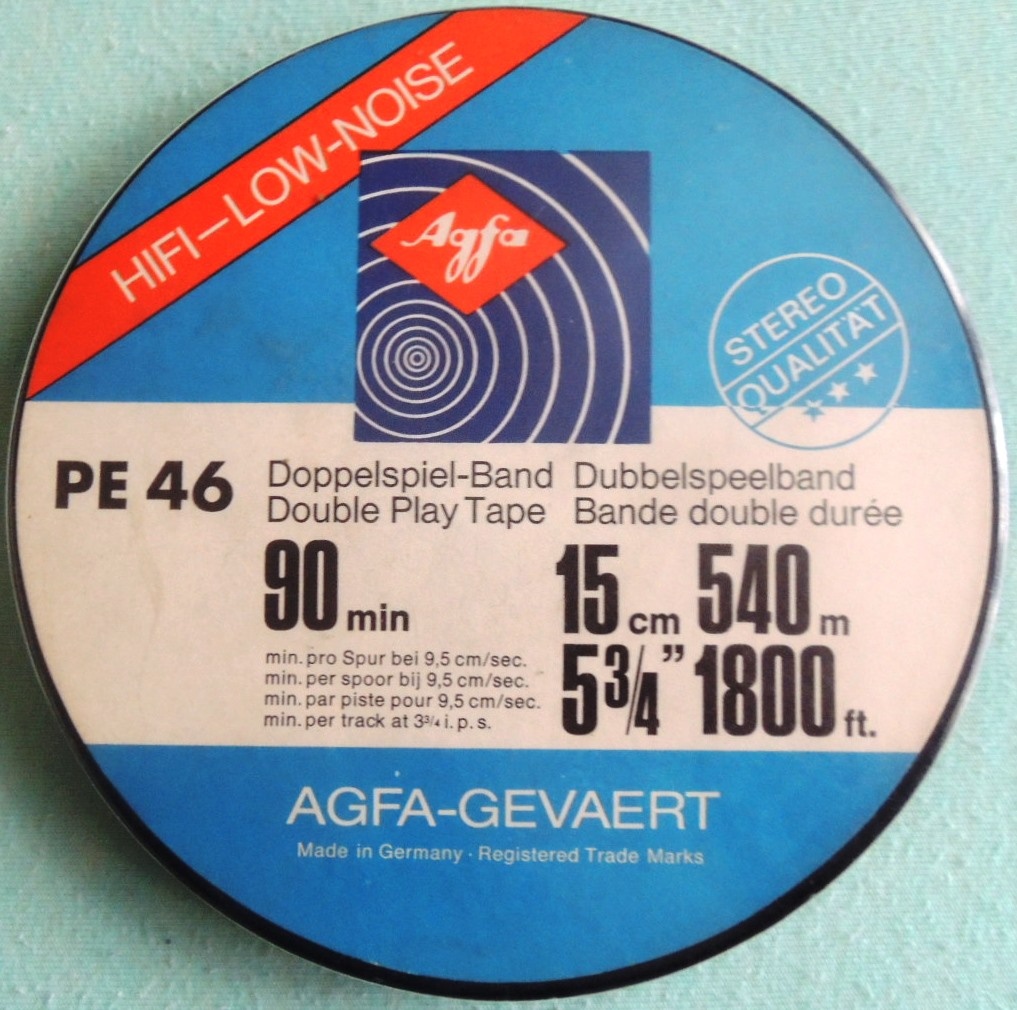 HIFI—LOW-NOISE
Agfa
STEREO
QUALITÄT
PE 46
Doppelspiel-Band Dubbelspeelband
Double Play Tape Bande double durée
90 min 15 cm 540 m
5¾” 1800 ft.
min. pro Spur bei 9,5 cm/sec.
min. per spoor bij 9,5 cm/sec.
min. par piste pour 9,5 cm/sec.
min. per track at 3¾ i. p. s.
AGFA-GEVAERT
Made in Germany · Registered Trade Marks